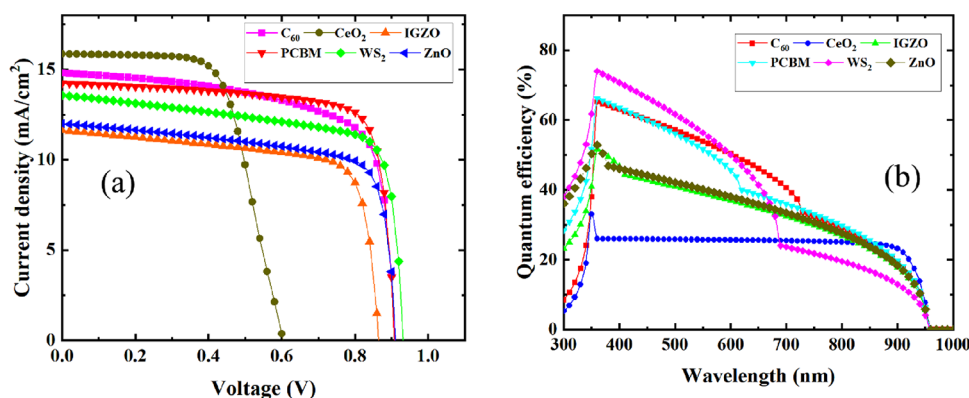 C60 CeO2 IGZO
PCBM WS2 ZnO
(a)
Current density (mA/cm²)
0
5
10
15
0.0 0.2 0.4 0.6 0.8 1.0
Voltage (V)
C60 CeO2 IGZO
PCBM WS2 ZnO
(b)
Quantum efficiency (%)
80
60
40
20
0
300 400 500 600 700 800 900 1000
Wavelength (nm)